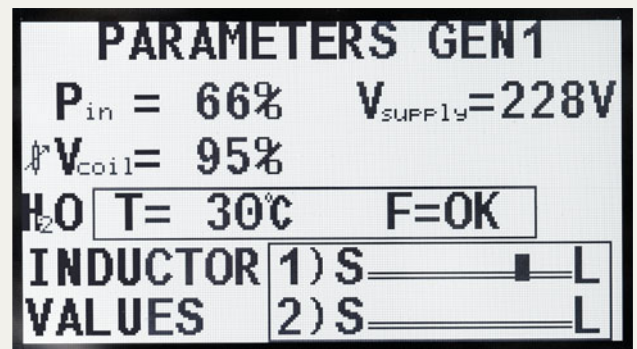 PARAMETERS GEN1
Pin = 66% Vsupply=228V
Vcoil= 95%
H2O T= 30°C F=OK
INDUCTOR 1) S L
VALUES 2) S L